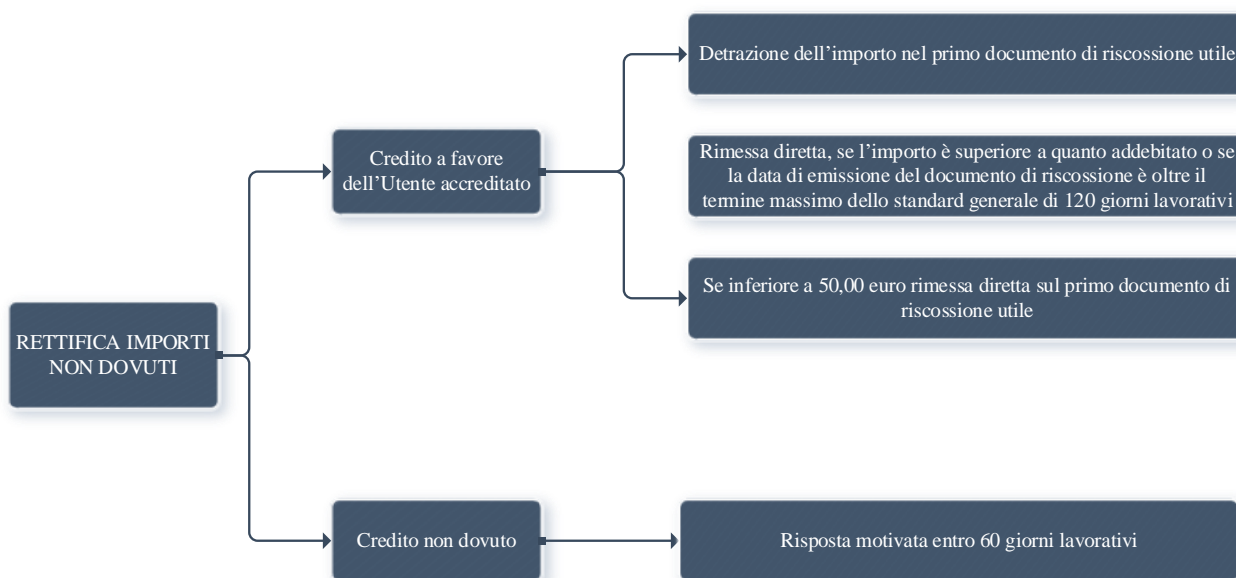 Detrazione dell’importo nel primo documento di riscossione utile
Credito a favore
dell’Utente accreditato
Rimessa diretta, se l’importo è superiore a quanto addebitato o se
la data di emissione del documento di riscossione è oltre il
termine massimo dello standard generale di 120 giorni lavorativi
Se inferiore a 50,00 euro rimessa diretta sul primo documento di
riscossione utile
RETTIFICA IMPORTI
NON DOVUTI
Credito non dovuto
Risposta motivata entro 60 giorni lavorativi